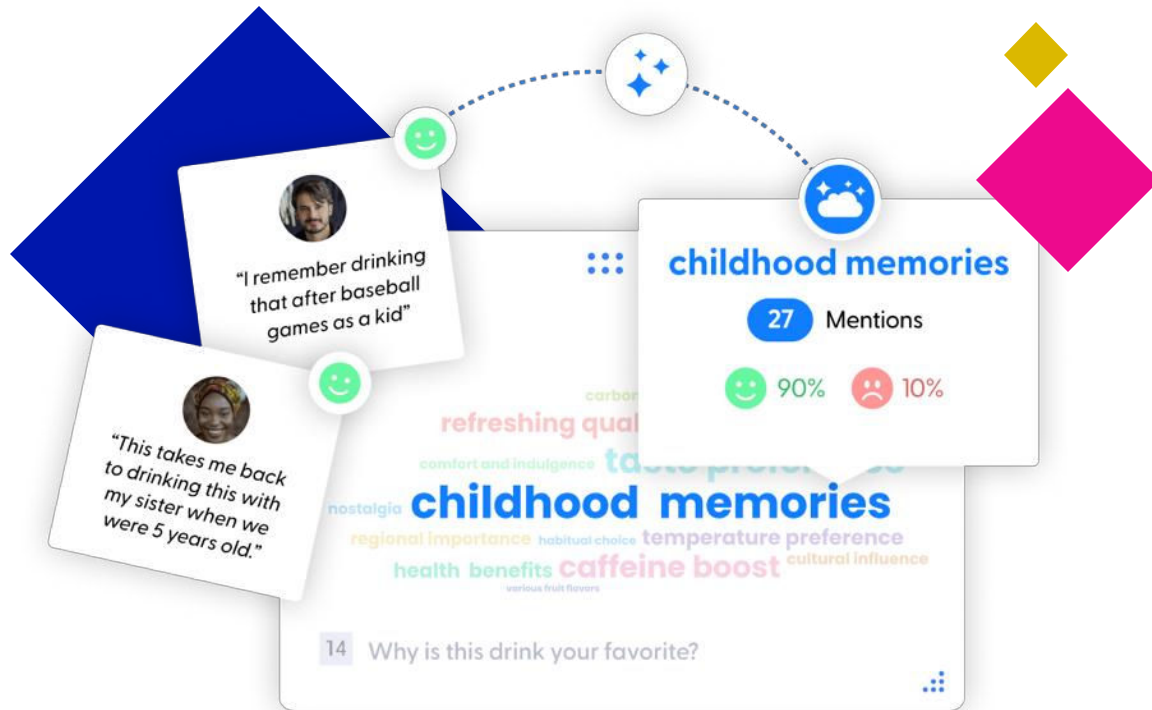 "I remember drinking
that after baseball
games as a kid"
"This takes me back
to drinking this with
my sister when we
were 5 years old."
childhood memories
27 Mentions
90% 10%
refreshing
comfort and indulgence taste
nostalgia childhood memories
regional importance habitual choice temperature preference
health benefits caffeine boost cultural influence
various fruit flavors
14 Why is this drink your favorite?